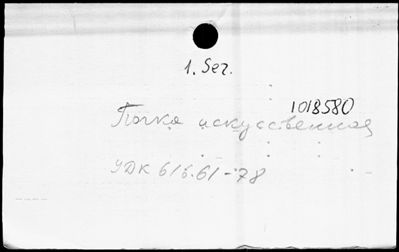 1. Ser.
1018580
Почка искусственная
УДК 616.61-78